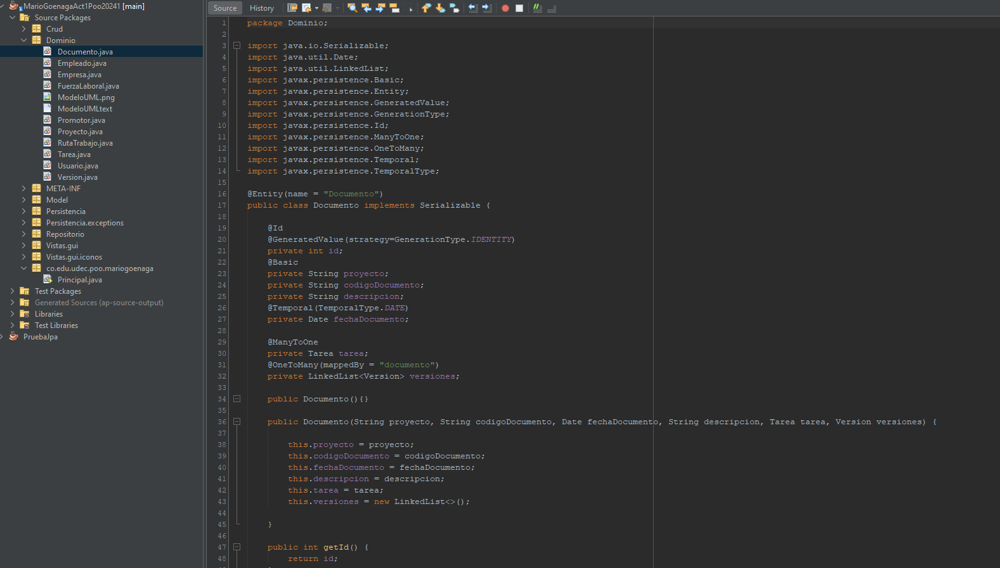 MarioGoenagaAct1Poo20241 [main]
Source Packages
Crud
Dominio
Documento.java
Empleado.java
Empresa.java
FuerzaLaboral.java
ModeloUML.png
ModeloUMLtext
Promotor.java
Proyecto.java
RutaTrabajo.java
Tarea.java
Usuario.java
Version.java
META-INF
Model
Persistencia
Persistencia.exceptions
Repositorio
Vistas.gui
Vistas.gui.iconos
co.edu.udec.poo.mariogoenaga
Principal.java
Test Packages
Generated Sources (ap-source-output)
Libraries
Test Libraries
PruebaJpa
Source History
1 package Dominio;
2
3 import java.io.Serializable;
4 import java.util.Date;
5 import java.util.LinkedList;
6 import javax.persistence.Basic;
7 import javax.persistence.Entity;
8 import javax.persistence.GeneratedValue;
9 import javax.persistence.GenerationType;
10 import javax.persistence.Id;
11 import javax.persistence.ManyToOne;
12 import javax.persistence.OneToMany;
13 import javax.persistence.Temporal;
14 import javax.persistence.TemporalType;
15
16 @Entity(name = "Documento")
17 public class Documento implements Serializable {
18
19 @Id
20 @GeneratedValue(strategy=GenerationType.IDENTITY)
21 private int id;
22 @Basic
23 private String proyecto;
24 private String codigoDocumento;
25 private String descripcion;
26 @Temporal(TemporalType.DATE)
27 private Date fechaDocumento;
28
29 @ManyToOne
30 private Tarea tarea;
31 @OneToMany(mappedBy = "documento")
32 private LinkedList<Version> versiones;
33
34 public Documento(){}
35
36 public Documento(String proyecto, String codigoDocumento, Date fechaDocumento, String descripcion, Tarea tarea, Version versiones) {
37
38 this.proyecto = proyecto;
39 this.codigoDocumento = codigoDocumento;
40 this.fechaDocumento = fechaDocumento;
41 this.descripcion = descripcion;
42 this.tarea = tarea;
43 this.versiones = new LinkedList<>();
44
45 }
46
47 public int getId() {
48 return id;